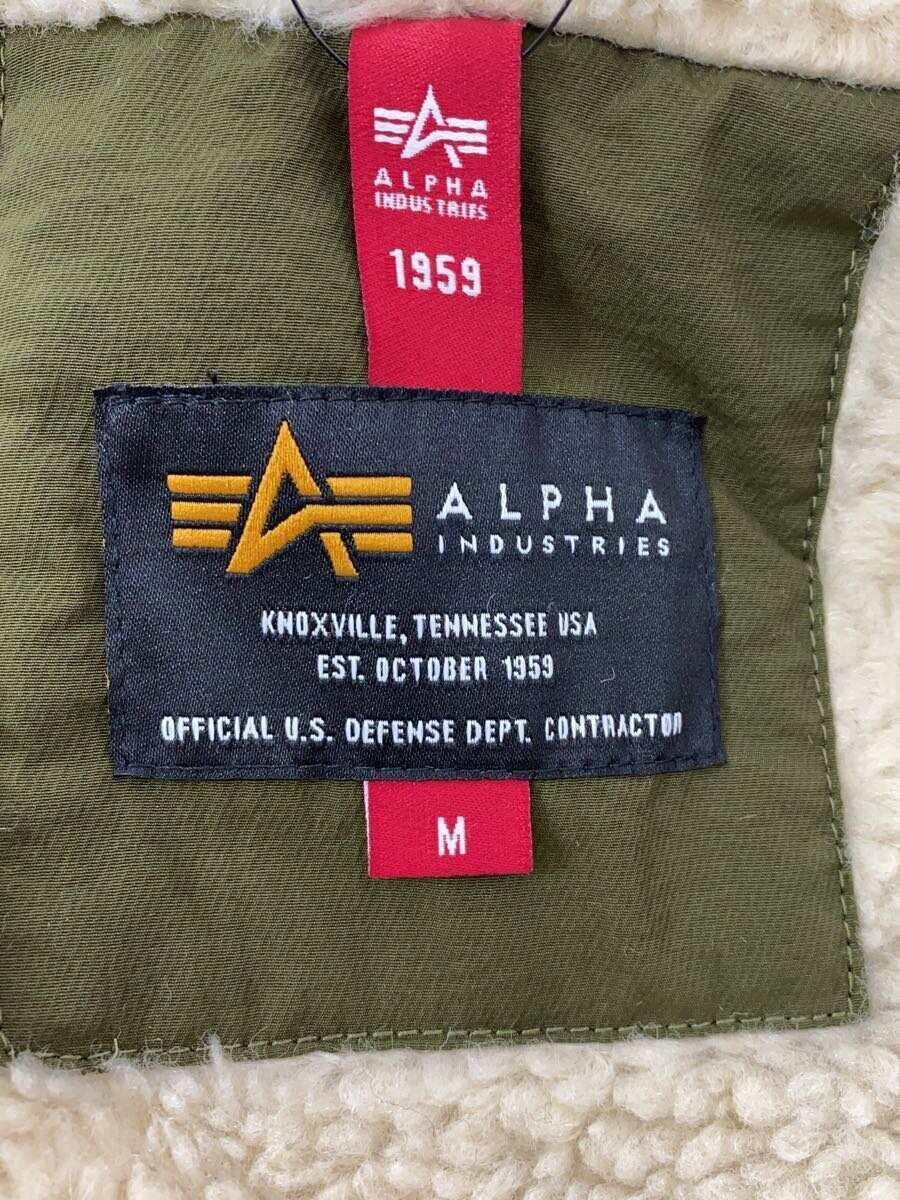 ALPHA
INDUSTRIES
1959
ALPHA
INDUSTRIES
KNOXVILLE, TENNESSEE USA
EST. OCTOBER 1959
OFFICIAL U.S. DEFENSE DEPT. CONTRACTOR
M